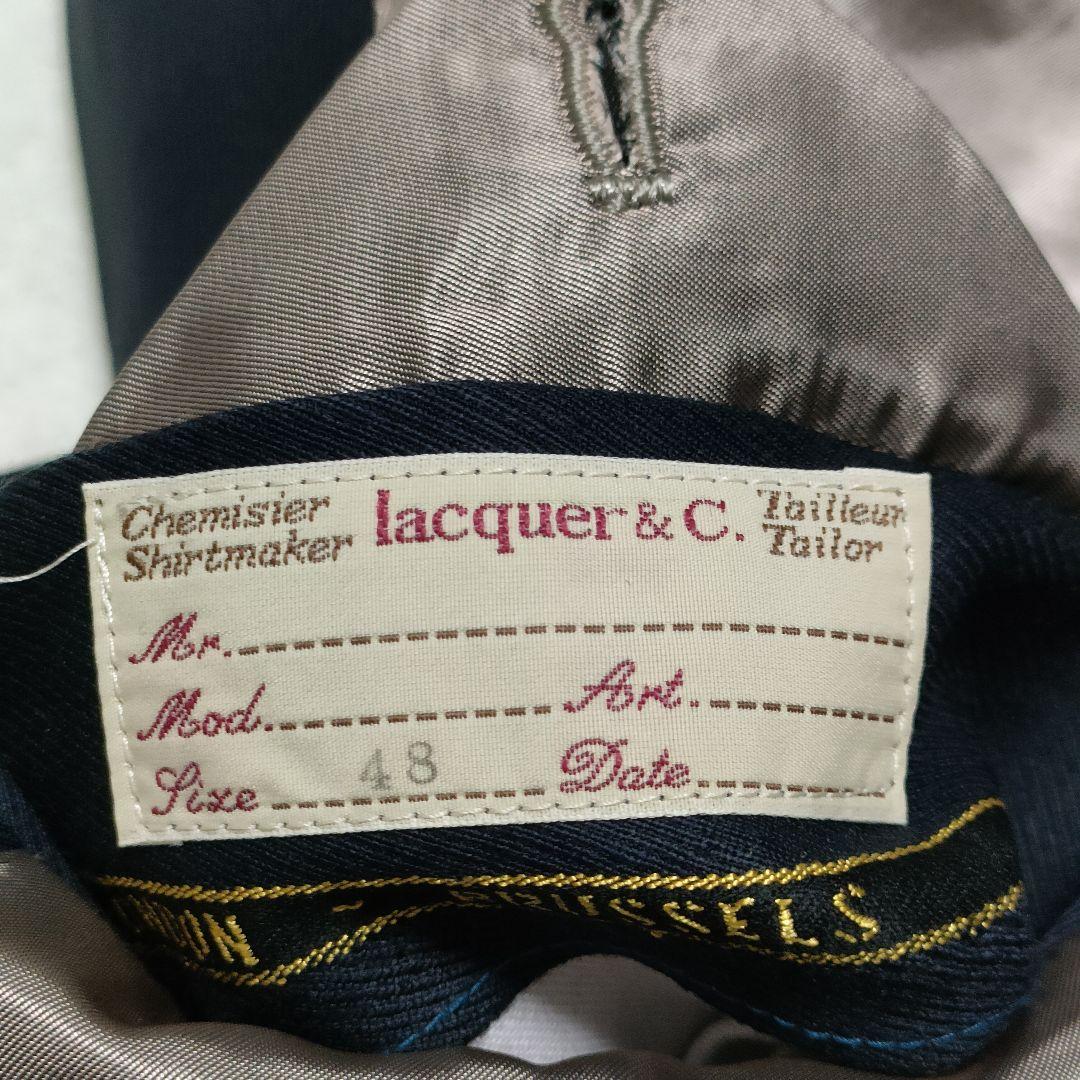 Chemisier
Shirtmaker
lacquer & C.
Tailleur
Tailor
Mr.
Mod. Art.
Size 48 Date
BRUSSELS